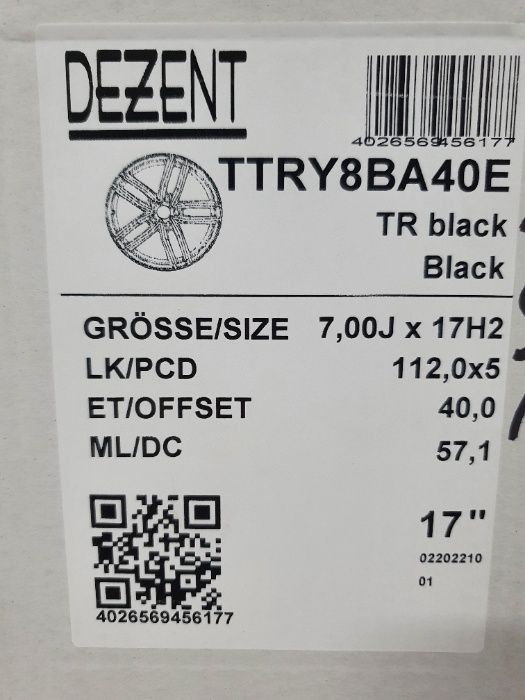 DEZENT
4026569456177
TTRY8BA40E
TR black
Black
GRÖSSE/SIZE 7,00J x 17H2
LK/PCD 112,0x5
ET/OFFSET 40,0
ML/DC 57,1
17"
02202210
01
4026569456177